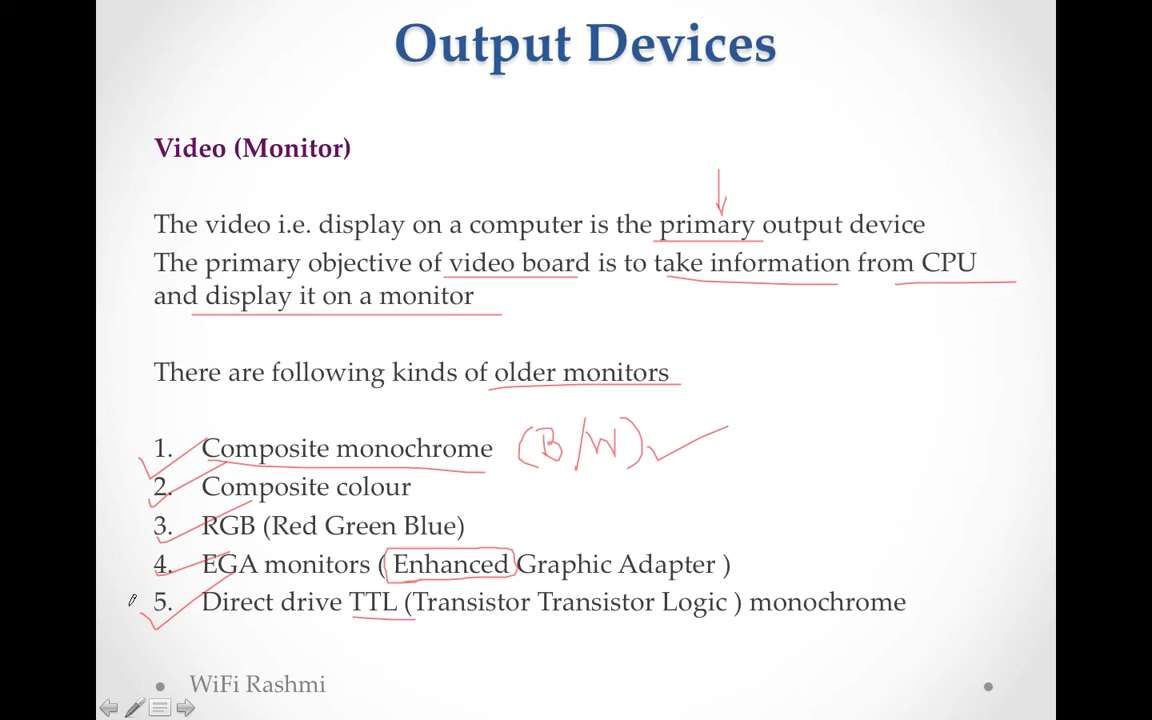 Output Devices
Video (Monitor)
The video i.e. display on a computer is the primary output device
The primary objective of video board is to take information from CPU
and display it on a monitor
There are following kinds of older monitors
1. Composite monochrome (B/W)
2. Composite colour
3. RGB (Red Green Blue)
4. EGA monitors ( Enhanced Graphic Adapter )
5. Direct drive TTL (Transistor Transistor Logic ) monochrome
WiFi Rashmi